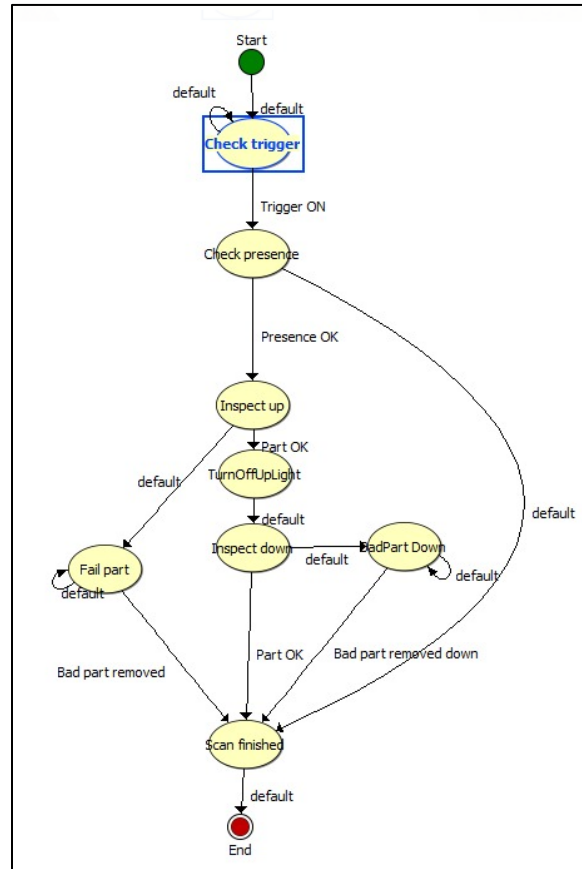 Start
default
default
Check trigger
Trigger ON
Check presence
Presence OK
Inspect up
Part OK
default
TurnOffUpLight
default
default
Inspect down
default
BadPart Down
default
Fail part
default
Part OK
Bad part removed down
Bad part removed
Scan finished
default
End